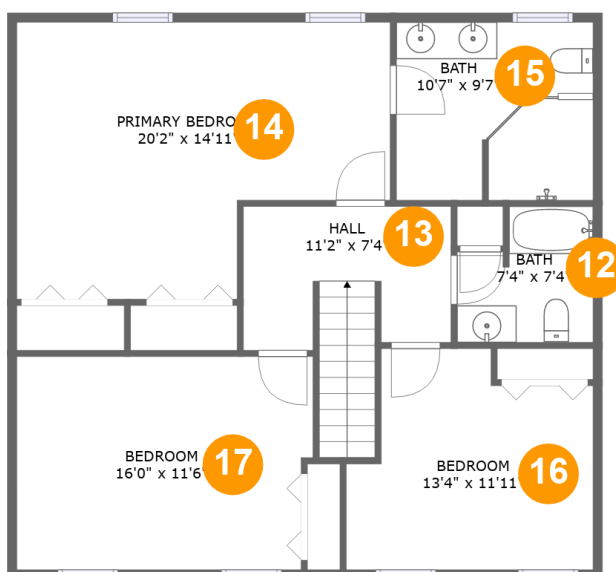 BATH
10'7" x 9'7
15
PRIMARY BEDRO
20'2" x 14'11
14
HALL
11'2" x 7'4
13
BATH
7'4" x 7'4
12
BEDROOM
16'0" x 11'6
17
BEDROOM
13'4" x 11'11
16